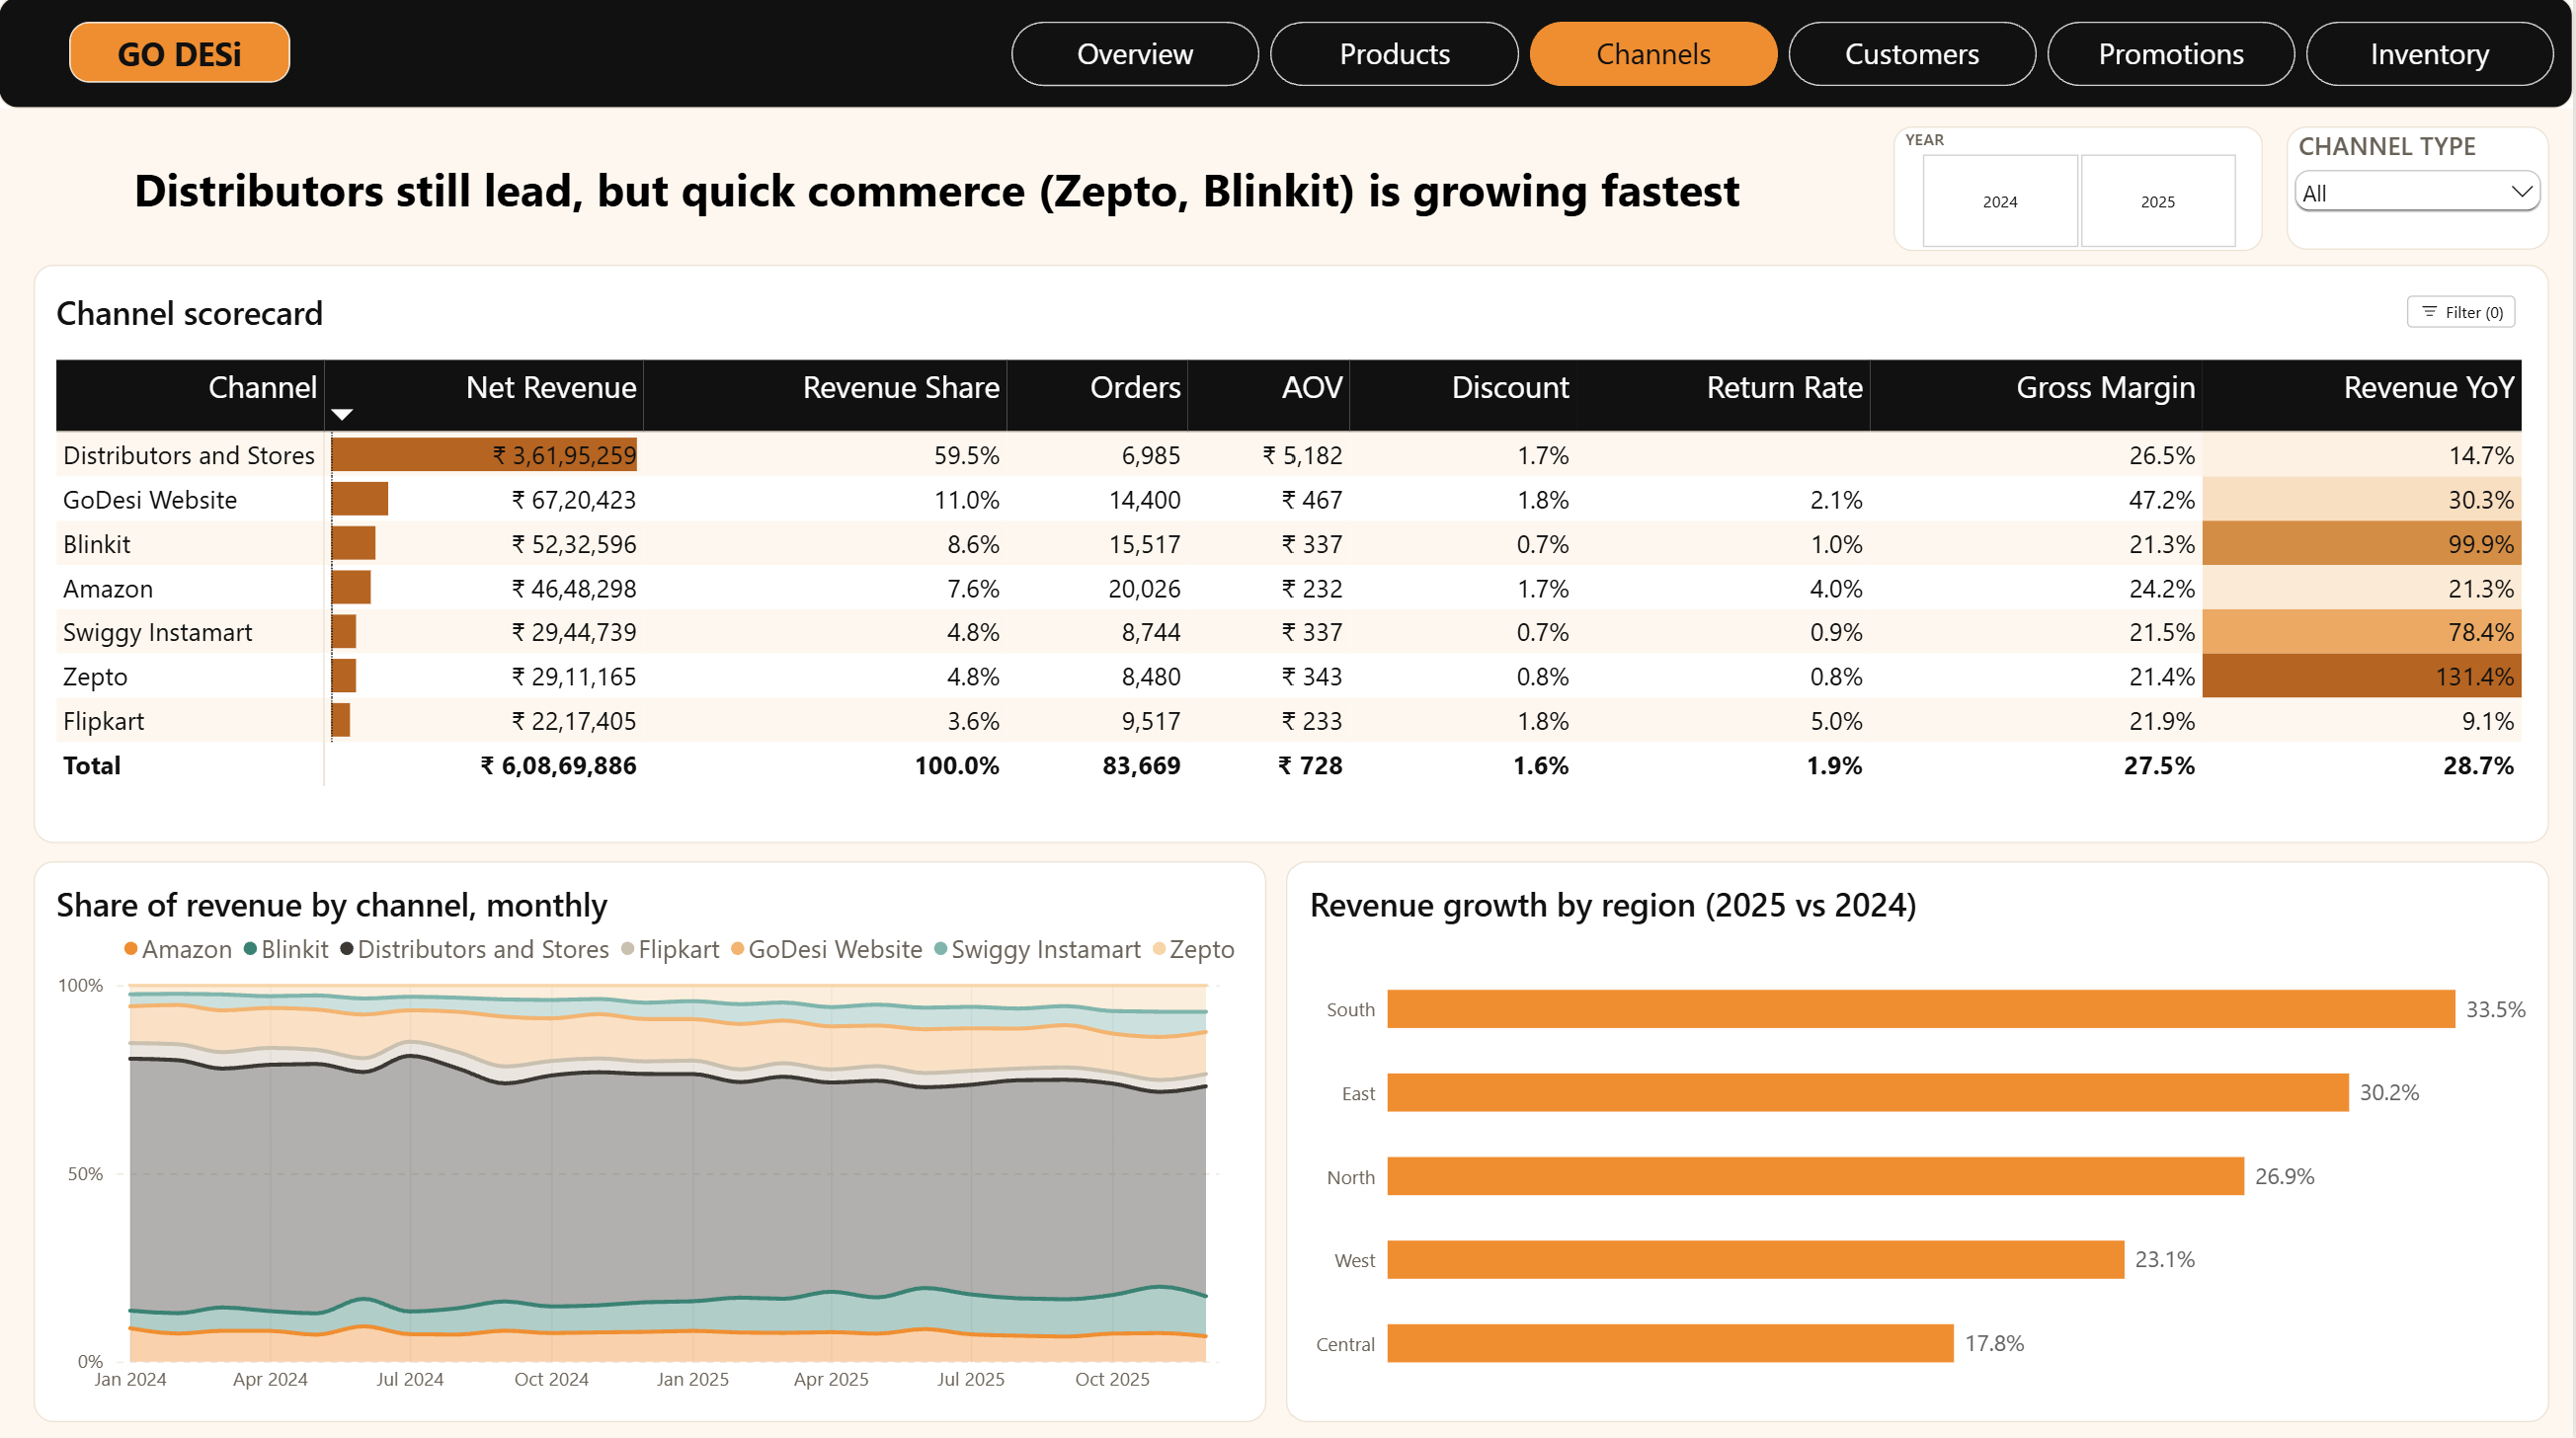 GO DESi
Overview Products Channels Customers Promotions Inventory
Distributors still lead, but quick commerce (Zepto, Blinkit) is growing fastest
YEAR
2024 2025
CHANNEL TYPE
All
Channel scorecard
Filter (0)
Channel Net Revenue Revenue Share Orders AOV Discount Return Rate Gross Margin Revenue YoY
Distributors and Stores ₹ 3,61,95,259 59.5% 6,985 ₹ 5,182 1.7% 26.5% 14.7%
GoDesi Website ₹ 67,20,423 11.0% 14,400 ₹ 467 1.8% 2.1% 47.2% 30.3%
Blinkit ₹ 52,32,596 8.6% 15,517 ₹ 337 0.7% 1.0% 21.3% 99.9%
Amazon ₹ 46,48,298 7.6% 20,026 ₹ 232 1.7% 4.0% 24.2% 21.3%
Swiggy Instamart ₹ 29,44,739 4.8% 8,744 ₹ 337 0.7% 0.9% 21.5% 78.4%
Zepto ₹ 29,11,165 4.8% 8,480 ₹ 343 0.8% 0.8% 21.4% 131.4%
Flipkart ₹ 22,17,405 3.6% 9,517 ₹ 233 1.8% 5.0% 21.9% 9.1%
Total ₹ 6,08,69,886 100.0% 83,669 ₹ 728 1.6% 1.9% 27.5% 28.7%
Share of revenue by channel, monthly
Amazon Blinkit Distributors and Stores Flipkart GoDesi Website Swiggy Instamart Zepto
100%
50%
0%
Jan 2024 Apr 2024 Jul 2024 Oct 2024 Jan 2025 Apr 2025 Jul 2025 Oct 2025
Revenue growth by region (2025 vs 2024)
South 33.5%
East 30.2%
North 26.9%
West 23.1%
Central 17.8%